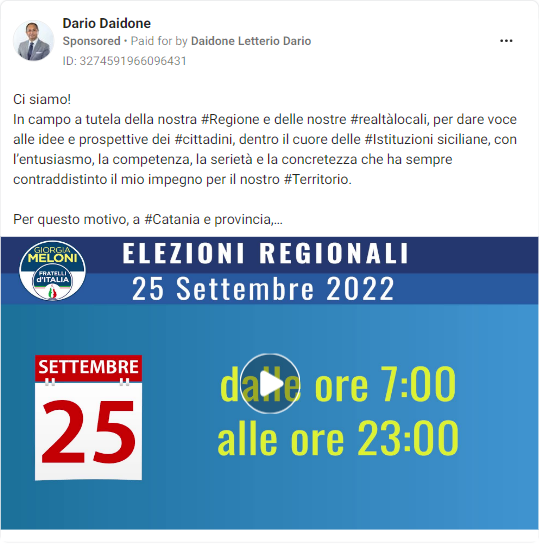 Dario Daidone
Sponsored • Paid for by Daidone Letterio Dario
ID: 3274591966096431
Ci siamo!
In campo a tutela della nostra #Regione e delle nostre #realtàlocali, per dare voce
alle idee e prospettive dei #cittadini, dentro il cuore delle #Istituzioni siciliane, con
l'entusiasmo, la competenza, la serietà e la concretezza che ha sempre
contraddistinto il mio impegno per il nostro #Territorio.
Per questo motivo, a #Catania e provincia,...
GIORGIA
MELONI
FRATELLI
d'ITALIA
ELEZIONI REGIONALI
25 Settembre 2022
SETTEMBRE
25
dalle ore 7:00
alle ore 23:00